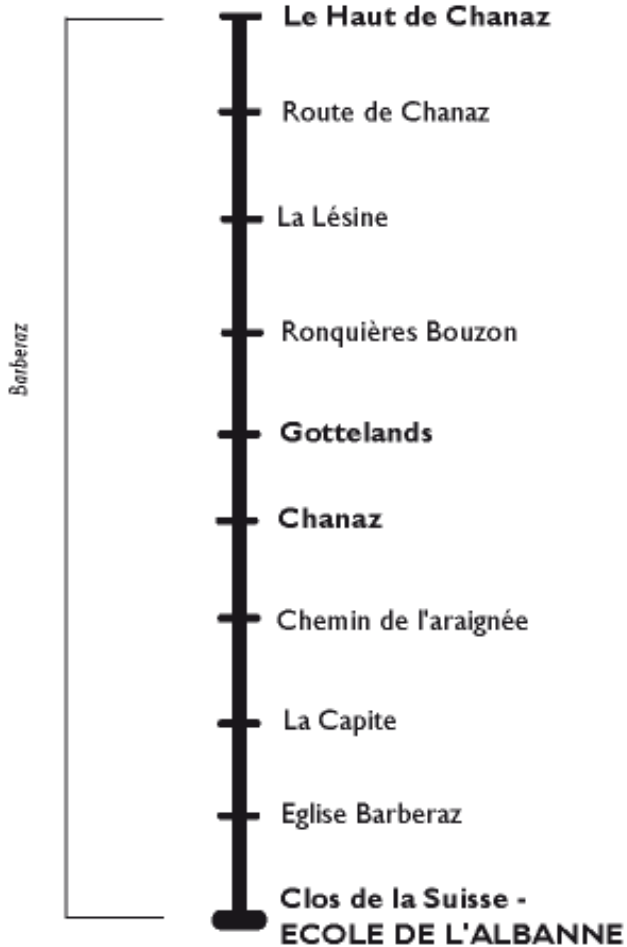 Le Haut de Chanaz
Route de Chanaz
La Lésine
Ronquières Bouzon
Barberaz
Gottelands
Chanaz
Chemin de l'araignée
La Capite
Eglise Barberaz
Clos de la Suisse -
ECOLE DE L'ALBANNE